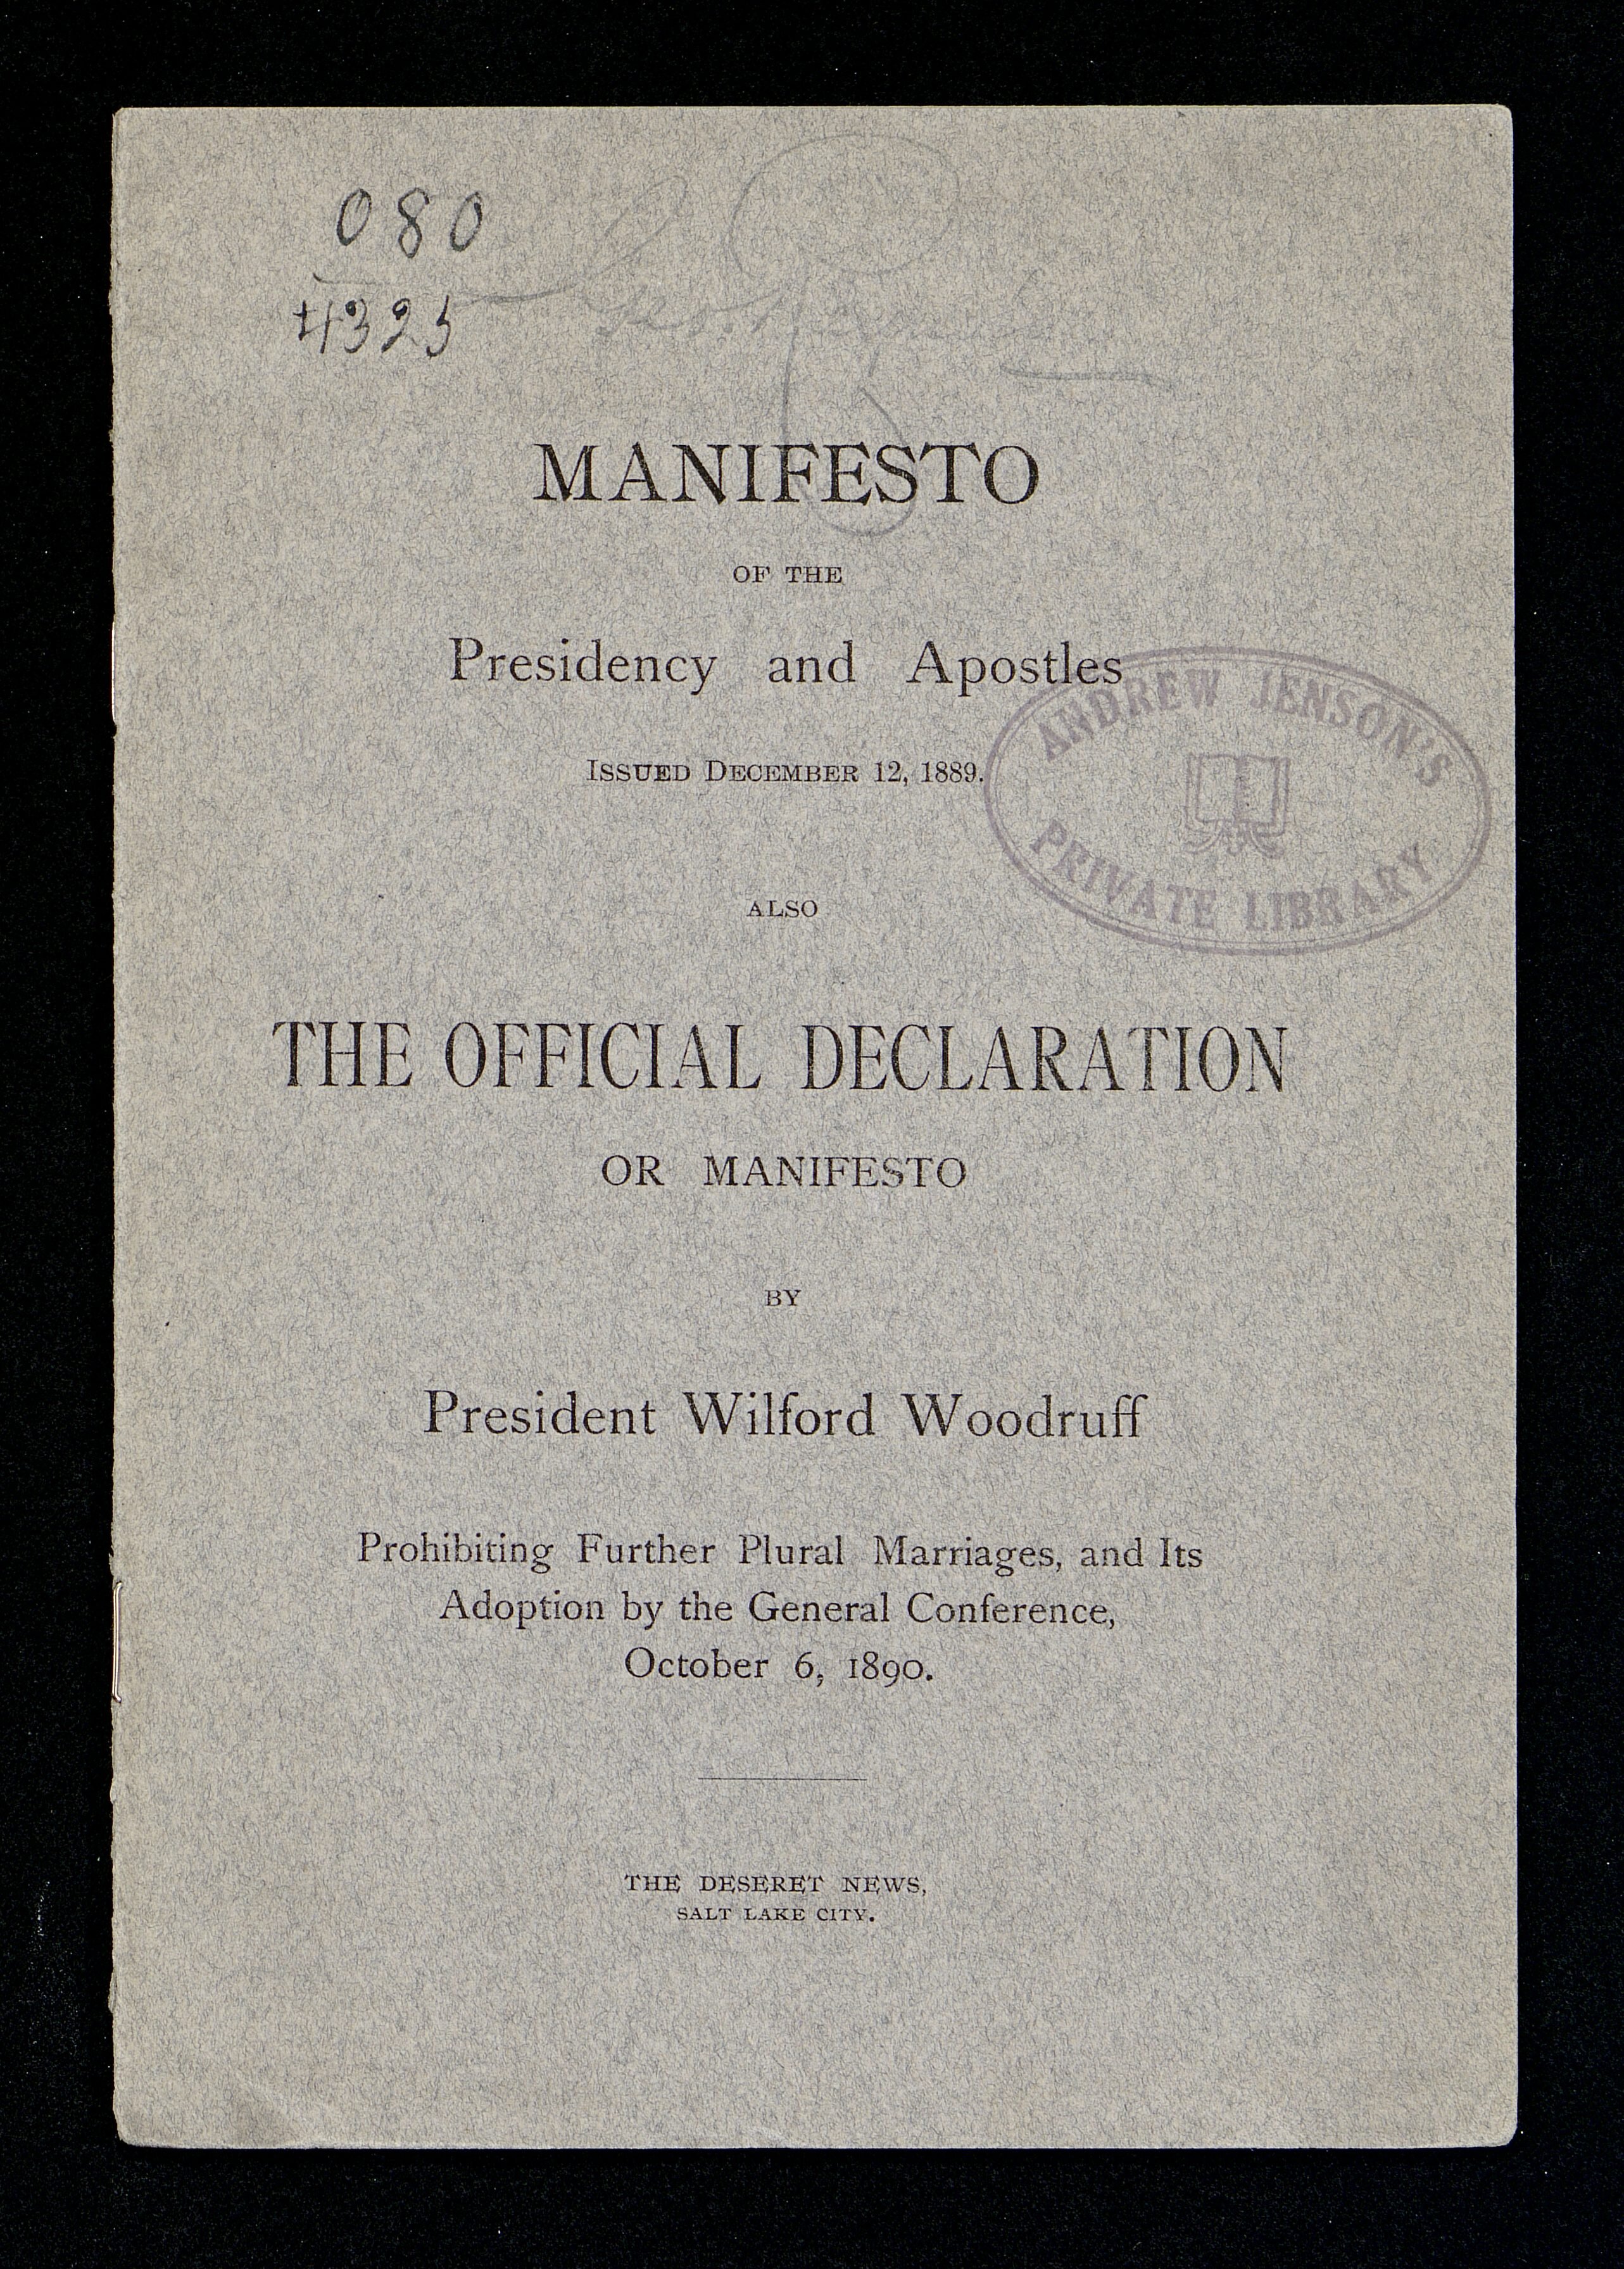 080
4325
MANIFESTO
OF THE
Presidency and Apostles
ISSUED DECEMBER 12, 1889.
ANDREW JENSON'S
PRIVATE LIBRARY
ALSO
THE OFFICIAL DECLARATION
OR MANIFESTO
BY
President Wilford Woodruff
Prohibiting Further Plural Marriages, and Its
Adoption by the General Conference,
October 6, 1890.
THE DESERET NEWS,
SALT LAKE CITY.